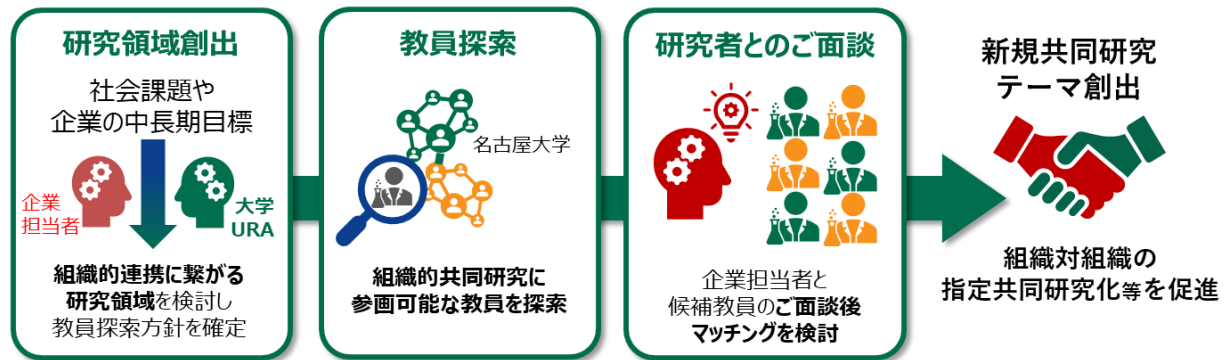 研究領域創出
社会課題や
企業の中長期目標
企業
担当者
大学
URA
組織的連携に繋がる
研究領域を検討し
教員探索方針を確定
教員探索
名古屋大学
組織的共同研究に
参画可能な教員を探索
研究者とのご面談
企業担当者と
候補教員のご面談後
マッチングを検討
新規共同研究
テーマ創出
組織対組織の
指定共同研究化等を促進